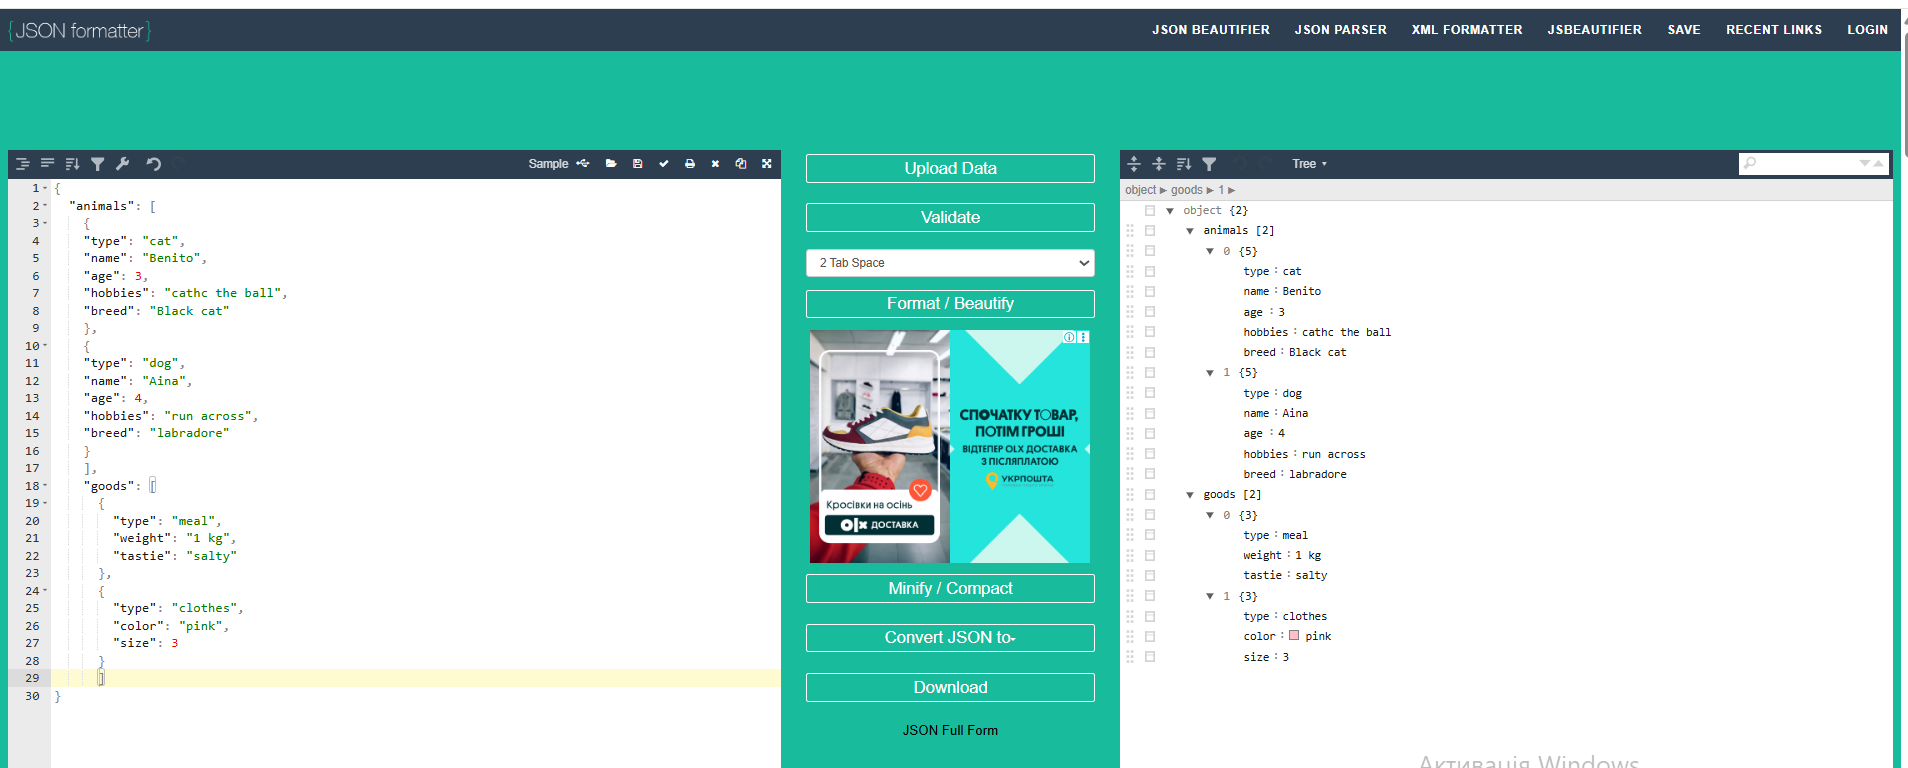 {JSON formatter}
JSON BEAUTIFIER JSON PARSER XML FORMATTER JSBEAUTIFIER SAVE RECENT LINKS LOGIN
Sample
1 {
2 "animals": [
3 {
4 "type": "cat",
5 "name": "Benito",
6 "age": 3,
7 "hobbies": "cathc the ball",
8 "breed": "Black cat"
9 },
10 {
11 "type": "dog",
12 "name": "Aina",
13 "age": 4,
14 "hobbies": "run across",
15 "breed": "labradore"
16 }
17 ],
18 "goods": [
19 {
20 "type": "meal",
21 "weight": "1 kg",
22 "tastie": "salty"
23 },
24 {
25 "type": "clothes",
26 "color": "pink",
27 "size": 3
28 }
29 ]
30 }
Upload Data
Validate
2 Tab Space
Format / Beautify
Кросівки на осінь
OLX ДОСТАВКА
СПОЧАТКУ ТОВАР,
ПОТІМ ГРОШІ
ВІДТЕПЕР OLX ДОСТАВКА
З ПІСЛЯПЛАТОЮ
УКРПОШТА
Minify / Compact
Convert JSON to
Download
JSON Full Form
Tree
object ► goods ► 1 ►
object {2}
animals [2]
0 {5}
type : cat
name : Benito
age : 3
hobbies : cathc the ball
breed : Black cat
1 {5}
type : dog
name : Aina
age : 4
hobbies : run across
breed : labradore
goods [2]
0 {3}
type : meal
weight : 1 kg
tastie : salty
1 {3}
type : clothes
color : pink
size : 3
Активація Windows